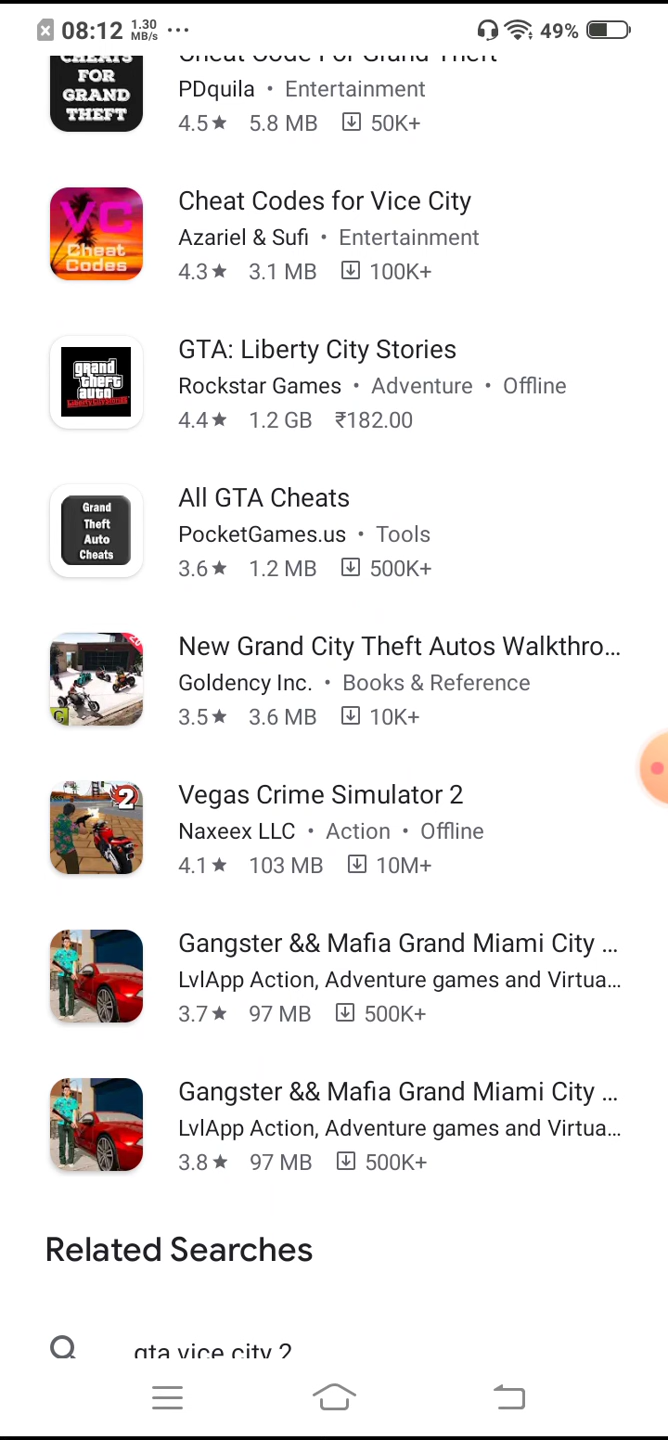 08:12 1.30 MB/s ... 49%
CHEATS
FOR
GRAND
THEFT
Cheat Code For Grand Theft
PDquila • Entertainment
4.5★ 5.8 MB 50K+
VC
Cheat
Codes
Cheat Codes for Vice City
Azariel & Sufi • Entertainment
4.3★ 3.1 MB 100K+
grand
theft
auto
GTA: Liberty City Stories
Rockstar Games • Adventure • Offline
4.4★ 1.2 GB ₹182.00
Grand
Theft
Auto
Cheats
All GTA Cheats
PocketGames.us • Tools
3.6★ 1.2 MB 500K+
New Grand City Theft Autos Walkthro...
Goldency Inc. • Books & Reference
3.5★ 3.6 MB 10K+
2
Vegas Crime Simulator 2
Naxeex LLC • Action • Offline
4.1★ 103 MB 10M+
Gangster && Mafia Grand Miami City ...
LvlApp Action, Adventure games and Virtua...
3.7★ 97 MB 500K+
Gangster && Mafia Grand Miami City ...
LvlApp Action, Adventure games and Virtua...
3.8★ 97 MB 500K+
Related Searches
gta vice city 2